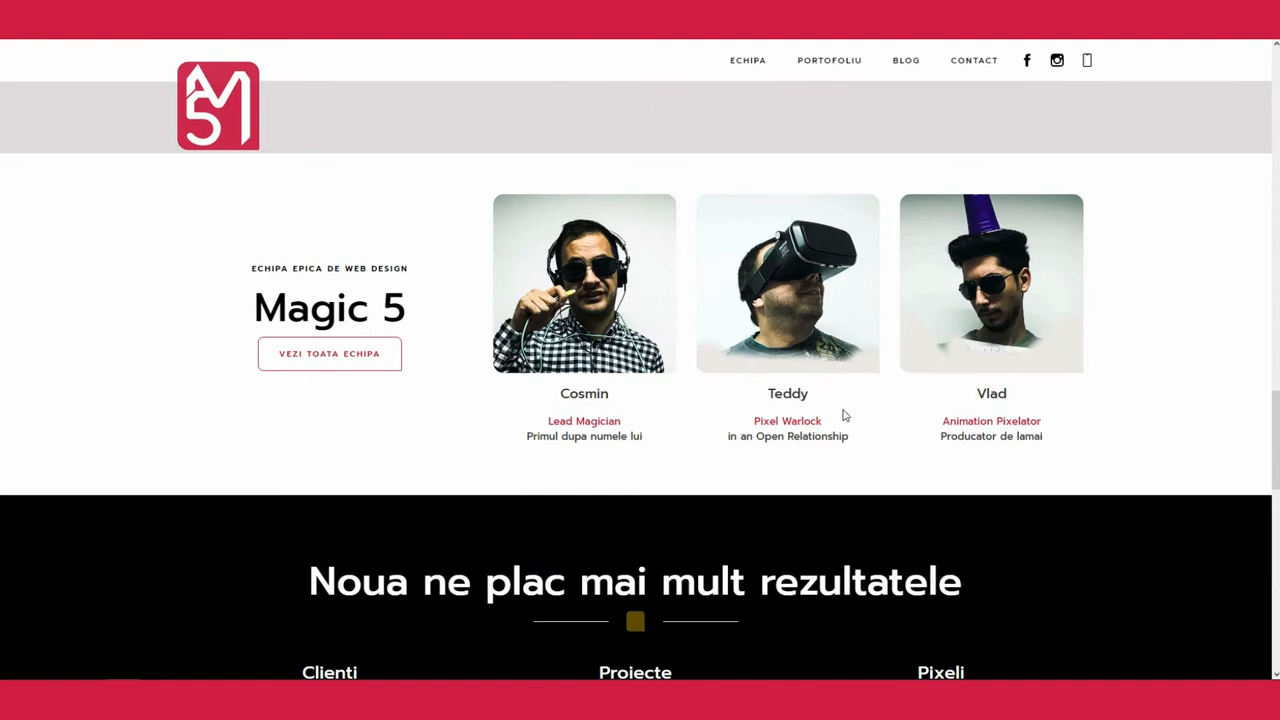 AM
5
ECHIPA
PORTOFOLIU
BLOG
CONTACT
ECHIPA EPICA DE WEB DESIGN
Magic 5
VEZI TOATA ECHIPA
Cosmin
Lead Magician
Primul dupa numele lui
Teddy
Pixel Warlock
in an Open Relationship
Vlad
Animation Pixelator
Producator de lamai
Noua ne plac mai mult rezultatele
Clienti
Proiecte
Pixeli